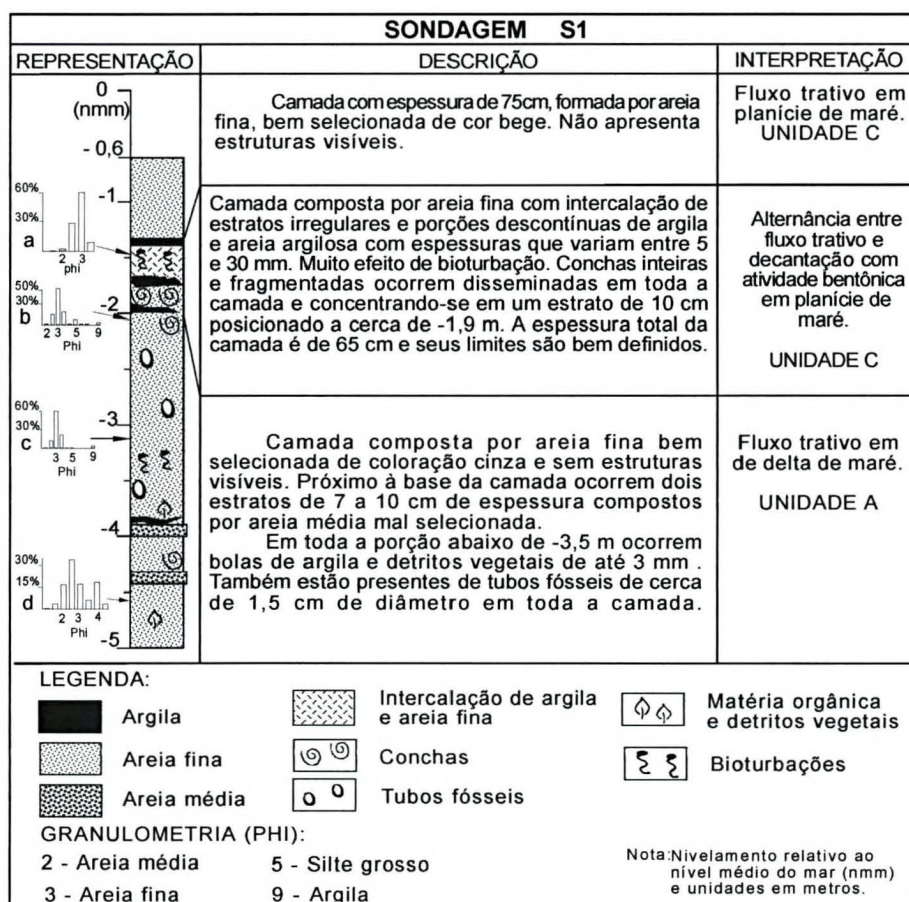 SONDAGEM S1
REPRESENTAÇÃO
DESCRIÇÃO
INTERPRETAÇÃO
0
(nmm)
- 0,6
-1
-2
-3
-4
-5
60%
30%
a
2 3
phi
50%
30%
b
2 3 5 9
Phi
60%
30%
c
3 5 9
Phi
30%
15%
d
2 3 4
Phi
Camada com espessura de 75cm, formada por areia
fina, bem selecionada de cor bege. Não apresenta
estruturas visíveis.
Fluxo trativo em
planície de maré.
UNIDADE C
Camada composta por areia fina com intercalação de
estratos irregulares e porções descontínuas de argila
e areia argilosa com espessuras que variam entre 5
e 30 mm. Muito efeito de bioturbação. Conchas inteiras
e fragmentadas ocorrem disseminadas em toda a
camada e concentrando-se em um estrato de 10 cm
posicionado a cerca de -1,9 m. A espessura total da
camada é de 65 cm e seus limites são bem definidos.
Alternância entre
fluxo trativo e
decantação com
atividade bentônica
em planície de
maré.
UNIDADE C
Camada composta por areia fina bem
selecionada de coloração cinza e sem estruturas
visíveis. Próximo à base da camada ocorrem dois
estratos de 7 a 10 cm de espessura compostos
por areia média mal selecionada.
Em toda a porção abaixo de -3,5 m ocorrem
bolas de argila e detritos vegetais de até 3 mm .
Também estão presentes de tubos fósseis de cerca
de 1,5 cm de diâmetro em toda a camada.
Fluxo trativo em
de delta de maré.
UNIDADE A
LEGENDA:
Argila
Areia fina
Areia média
Intercalação de argila
e areia fina
Conchas
Tubos fósseis
Matéria orgânica
e detritos vegetais
Bioturbações
GRANULOMETRIA (PHI):
2 - Areia média
3 - Areia fina
5 - Silte grosso
9 - Argila
Nota:Nivelamento relativo ao
nível médio do mar (nmm)
e unidades em metros.